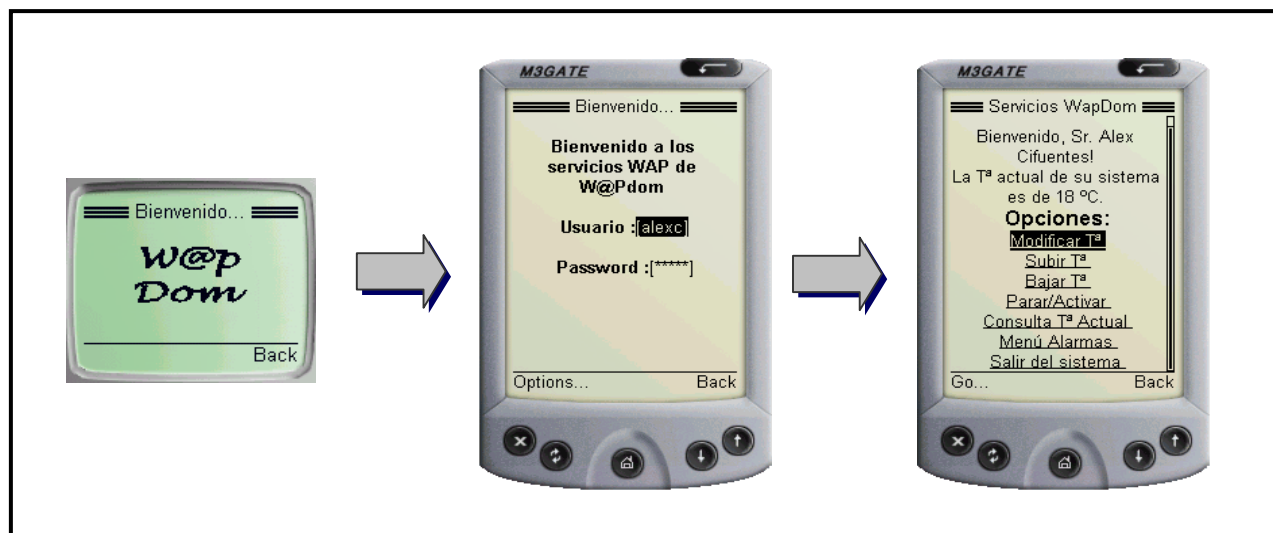 Bienvenido...
W@p
Dom
Back
M3GATE
Bienvenido...
Bienvenido a los
servicios WAP de
W@Pdom
Usuario :[alexc]
Password :[*****]
Options... Back
M3GATE
Servicios WapDom
Bienvenido, Sr. Alex
Cifuentes!
La Tª actual de su sistema
es de 18 ºC.
Opciones:
Modificar Tª
Subir Tª
Bajar Tª
Parar/Activar
Consulta Tª Actual
Menú Alarmas
Salir del sistema
Go... Back